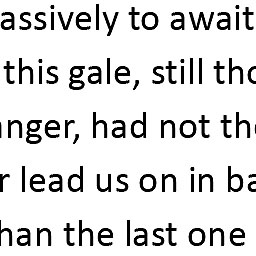 assively to await
this gale, still tho
anger, had not the
r lead us on in ba
han the last one